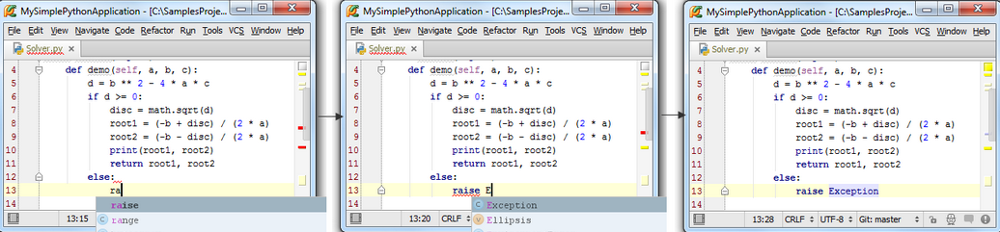 MySimplePythonApplication - [C:\SamplesProje...
File Edit View Navigate Code Refactor Run Tools VCS Window Help
Solver.py
4 def demo(self, a, b, c):
5 d = b ** 2 - 4 * a * c
6 if d >= 0:
7 disc = math.sqrt(d)
8 root1 = (-b + disc) / (2 * a)
9 root2 = (-b - disc) / (2 * a)
10 print(root1, root2)
11 return root1, root2
12 else:
13 ra
14 raise
range
13:15
MySimplePythonApplication - [C:\SamplesProje...
File Edit View Navigate Code Refactor Run Tools VCS Window Help
Solver.py
4 def demo(self, a, b, c):
5 d = b ** 2 - 4 * a * c
6 if d >= 0:
7 disc = math.sqrt(d)
8 root1 = (-b + disc) / (2 * a)
9 root2 = (-b - disc) / (2 * a)
10 print(root1, root2)
11 return root1, root2
12 else:
13 raise E
14 Exception
Ellipsis
13:20 CRLF
MySimplePythonApplication - [C:\SamplesProje...
File Edit View Navigate Code Refactor Run Tools VCS Window Help
Solver.py
4 def demo(self, a, b, c):
5 d = b ** 2 - 4 * a * c
6 if d >= 0:
7 disc = math.sqrt(d)
8 root1 = (-b + disc) / (2 * a)
9 root2 = (-b - disc) / (2 * a)
10 print(root1, root2)
11 return root1, root2
12 else:
13 raise Exception
14
13:28 CRLF UTF-8 Git: master